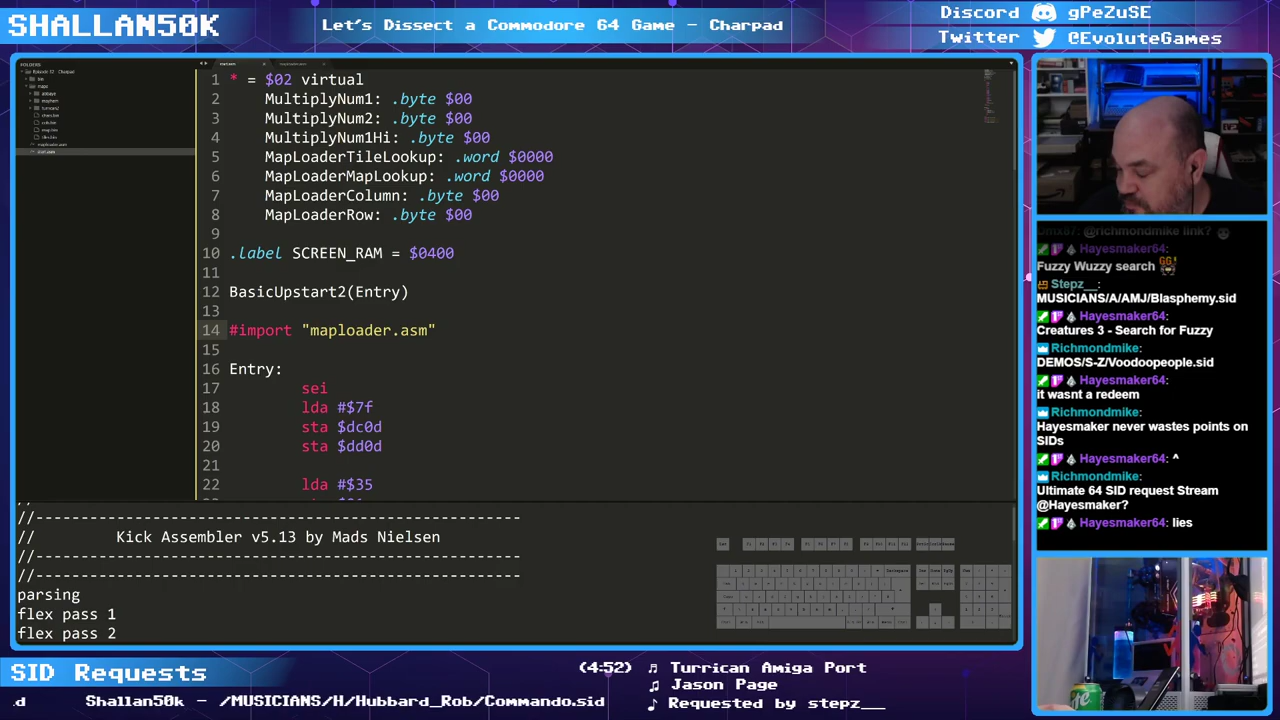 SHALLAN50K
Let's Dissect a Commodore 64 Game - Charpad
Discord gPeZuSE
Twitter @EvoluteGames
FOLDERS
maps
1 * = $02 virtual
2 MultiplyNum1: .byte $00
3 MultiplyNum2: .byte $00
4 MultiplyNum1Hi: .byte $00
5 MapLoaderTileLookup: .word $0000
6 MapLoaderMapLookup: .word $0000
7 MapLoaderColumn: .byte $00
8 MapLoaderRow: .byte $00
9
10 .label SCREEN_RAM = $0400
11
12 BasicUpstart2(Entry)
13
14 #import "maploader.asm"
15
16 Entry:
17 sei
18 lda #$7f
19 sta $dc0d
20 sta $dd0d
21
22 lda #$35
//--------------------------------------------------------
// Kick Assembler v5.13 by Mads Nielsen
//--------------------------------------------------------
//--------------------------------------------------------
parsing
flex pass 1
flex pass 2
Dmx87: @richmondmike link?
Hayesmaker64:
Fuzzy Wuzzy search GG!
Stepz__:
MUSICIANS/A/AMJ/Blasphemy.sid
Hayesmaker64:
Creatures 3 - Search for Fuzzy
Richmondmike:
DEMOS/S-Z/Voodoopeople.sid
Hayesmaker64:
it wasnt a redeem
Richmondmike:
Hayesmaker never wastes points on
SIDs
Hayesmaker64: ^
Richmondmike:
Ultimate 64 SID request Stream
@Hayesmaker?
Hayesmaker64: lies
SID Requests
.d Shallan50k - /MUSICIANS/H/Hubbard_Rob/Commando.sid
(4:52) ♫ Turrican Amiga Port
♫ Jason Page
♪ Requested by stepz__